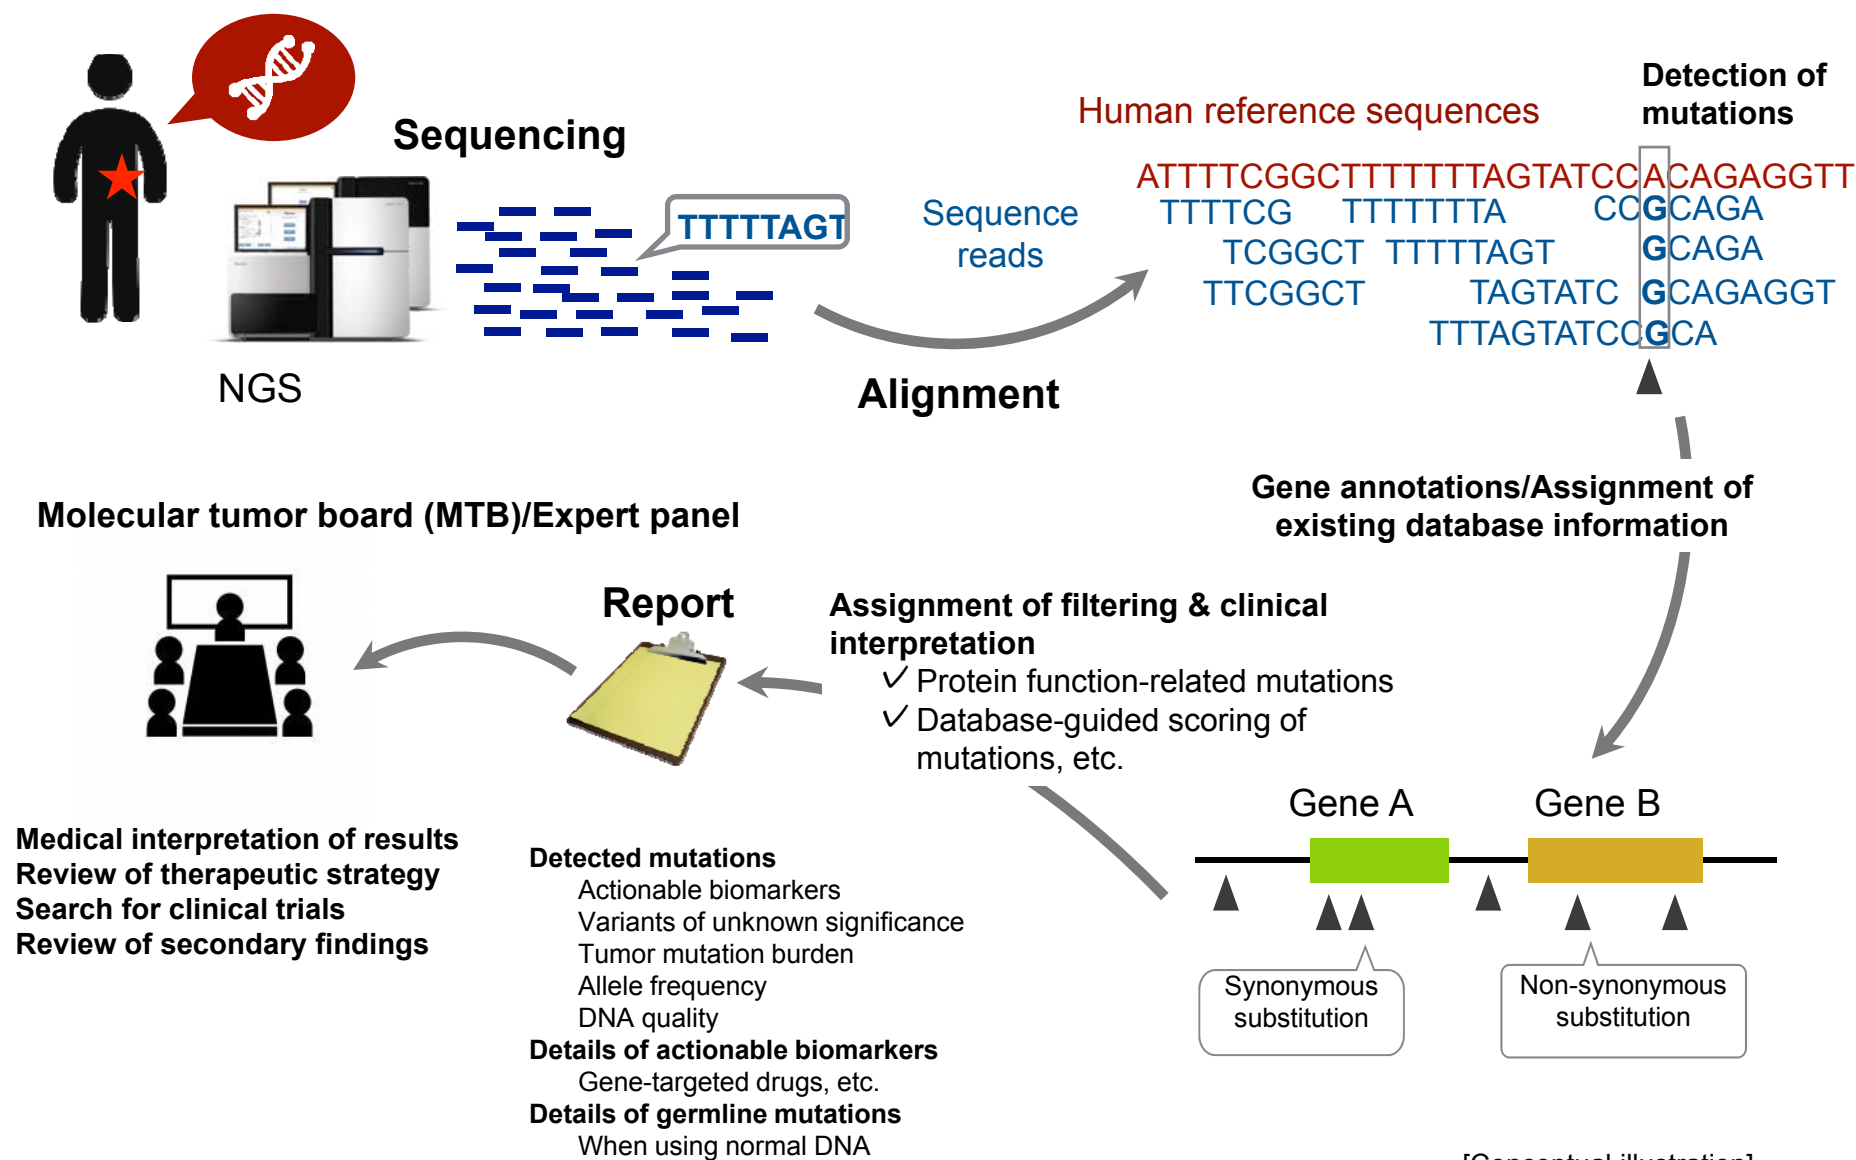 Sequencing
TTTTTAGT
NGS
Alignment
Sequence
reads
Human reference sequences
Detection of
mutations
ATTTTCGGCTTTTTTTAGTATCCACAGAGGTT
TTTTCG TTTTTTTA CCGCAGA
TCGGCT TTTTTAGT GCAGA
TTCGGCT TAGTATC GCAGAGGT
TTTAGTATCCGCA
Gene annotations/Assignment of
existing database information
Molecular tumor board (MTB)/Expert panel
Report
Assignment of filtering & clinical
interpretation
✓ Protein function-related mutations
✓ Database-guided scoring of
mutations, etc.
Gene A Gene B
Synonymous
substitution
Non-synonymous
substitution
Medical interpretation of results
Review of therapeutic strategy
Search for clinical trials
Review of secondary findings
Detected mutations
Actionable biomarkers
Variants of unknown significance
Tumor mutation burden
Allele frequency
DNA quality
Details of actionable biomarkers
Gene-targeted drugs, etc.
Details of germline mutations
When using normal DNA
[Conceptual illustration]